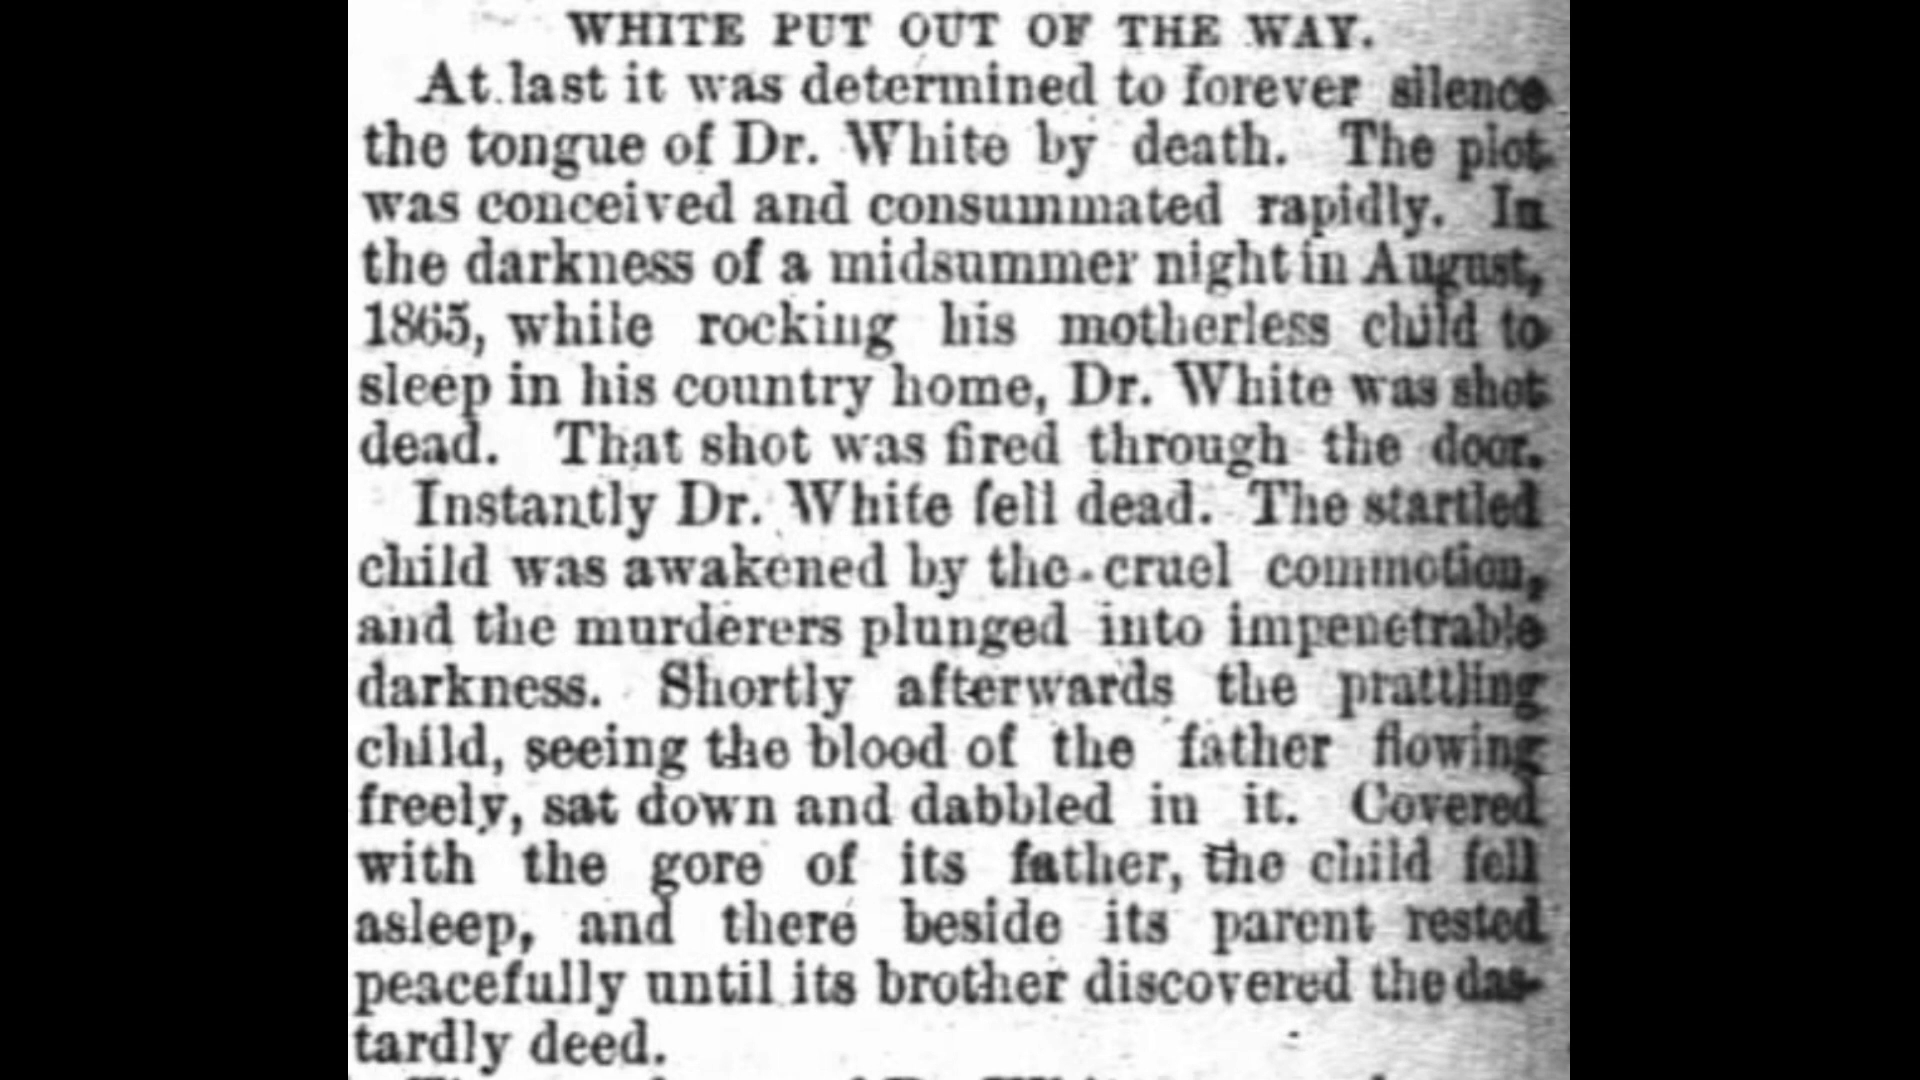 WHITE PUT OUT OF THE WAY.
At last it was determined to forever silence
the tongue of Dr. White by death. The plot
was conceived and consummated rapidly. In
the darkness of a midsummer night in August,
1865, while rocking his motherless child to
sleep in his country home, Dr. White was shot
dead. That shot was fired through the door.
Instantly Dr. White fell dead. The startled
child was awakened by the cruel commotion,
and the murderers plunged into impenetrable
darkness. Shortly afterwards the prattling
child, seeing the blood of the father flowing
freely, sat down and dabbled in it. Covered
with the gore of its father, the child fell
asleep, and there beside its parent rested
peacefully until its brother discovered the das-
tardly deed.